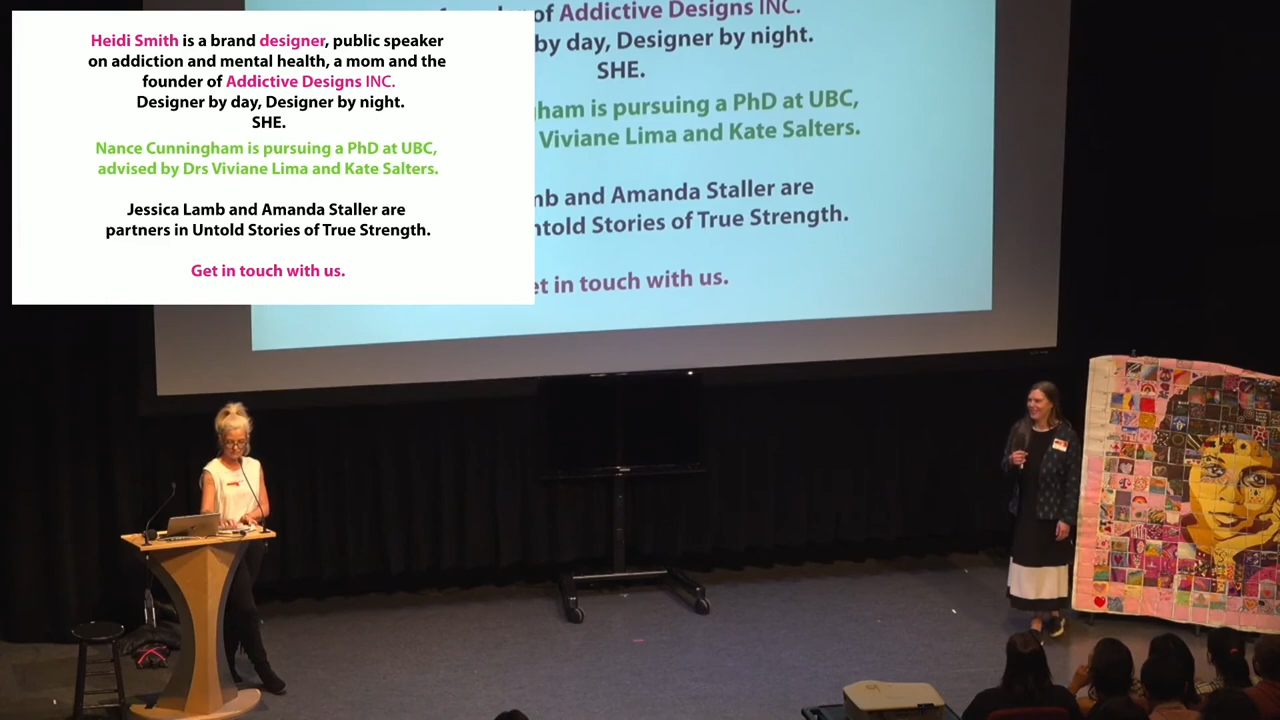 Heidi Smith is a brand designer, public speaker
on addiction and mental health, a mom and the
founder of Addictive Designs INC.
Designer by day, Designer by night.
SHE.
Nance Cunningham is pursuing a PhD at UBC,
advised by Drs Viviane Lima and Kate Salters.
Jessica Lamb and Amanda Staller are
partners in Untold Stories of True Strength.
Get in touch with us.
of Addictive Designs INC.
by day, Designer by night.
SHE.
ham is pursuing a PhD at UBC,
Viviane Lima and Kate Salters.
mb and Amanda Staller are
ntold Stories of True Strength.
et in touch with us.